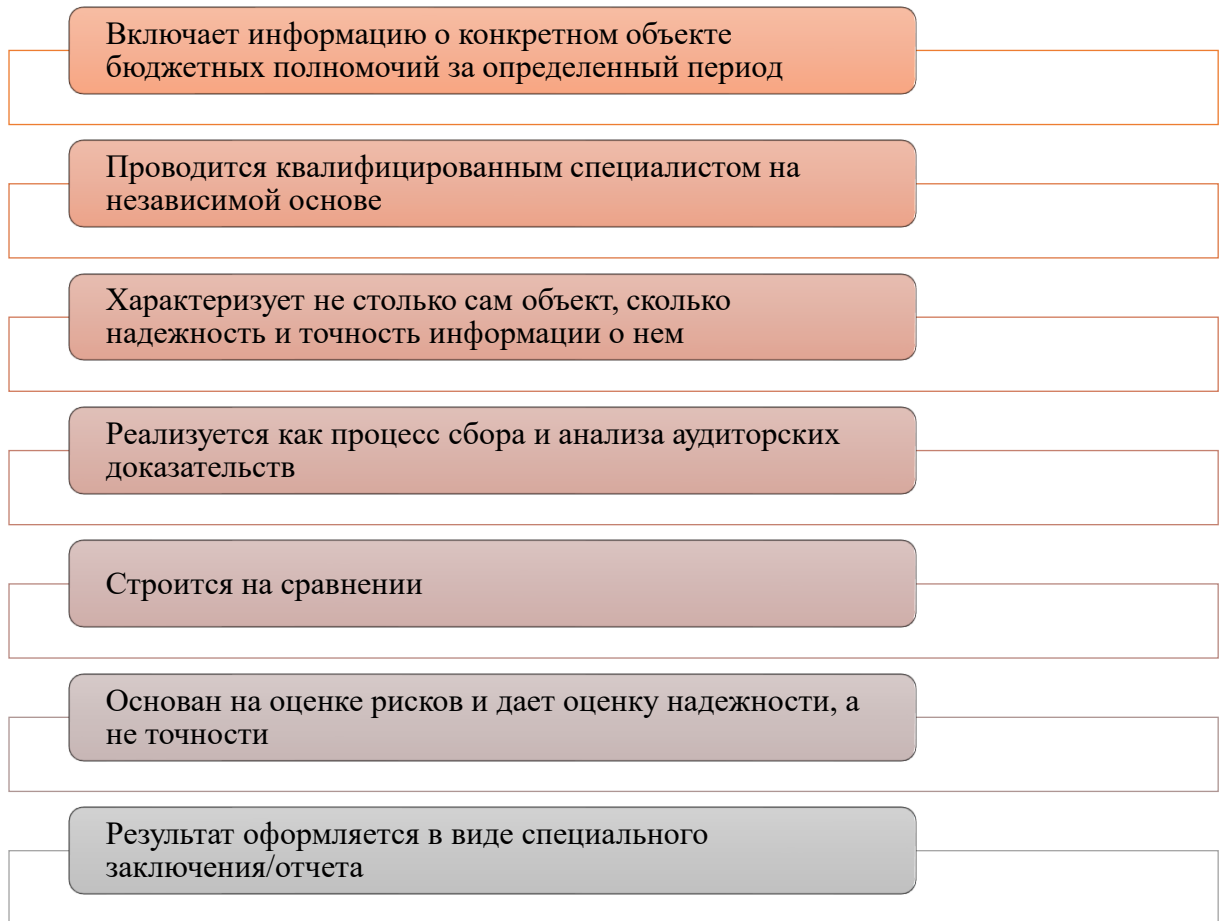 Включает информацию о конкретном объекте
бюджетных полномочий за определенный период
Проводится квалифицированным специалистом на
независимой основе
Характеризует не столько сам объект, сколько
надежность и точность информации о нем
Реализуется как процесс сбора и анализа аудиторских
доказательств
Строится на сравнении
Основан на оценке рисков и дает оценку надежности, а
не точности
Результат оформляется в виде специального
заключения/отчета